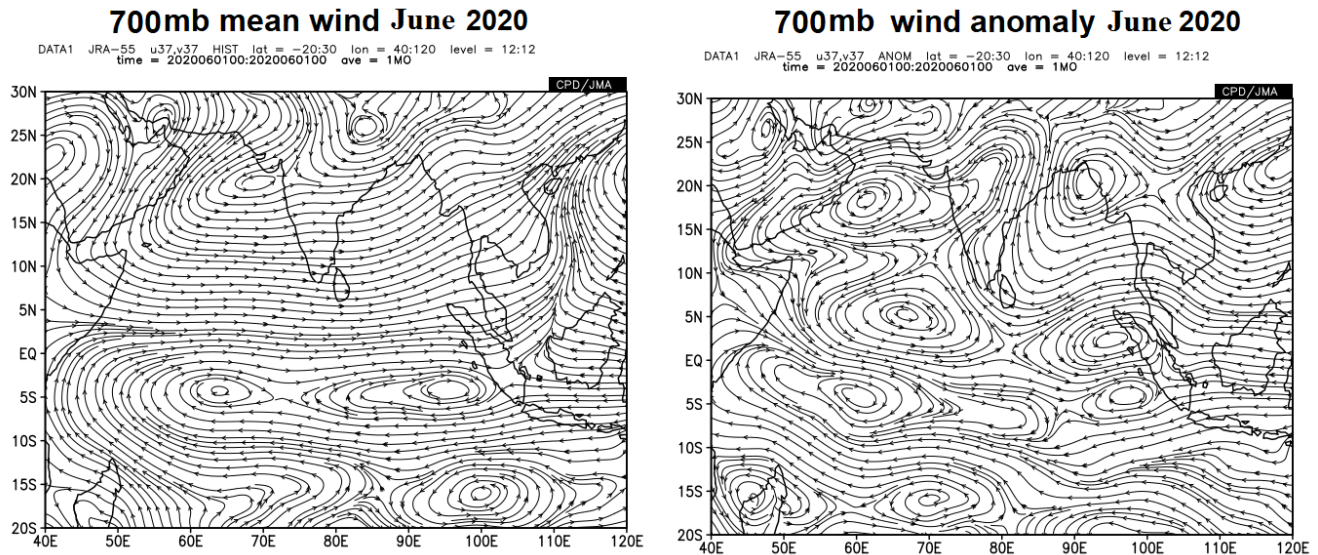 700mb mean wind June 2020
DATA1 JRA-55 u37,v37 HIST lat = -20:30 lon = 40:120 level = 12:12
time = 2020060100:2020060100 ave = 1MO
CPD/JMA
30N
25N
20N
15N
10N
5N
EQ
5S
10S
15S
20S
40E 50E 60E 70E 80E 90E 100E 110E 120E
700mb wind anomaly June 2020
DATA1 JRA-55 u37,v37 ANOM lat = -20:30 lon = 40:120 level = 12:12
time = 2020060100:2020060100 ave = 1MO
CPD/JMA
30N
25N
20N
15N
10N
5N
EQ
5S
10S
15S
20S
40E 50E 60E 70E 80E 90E 100E 110E 120E